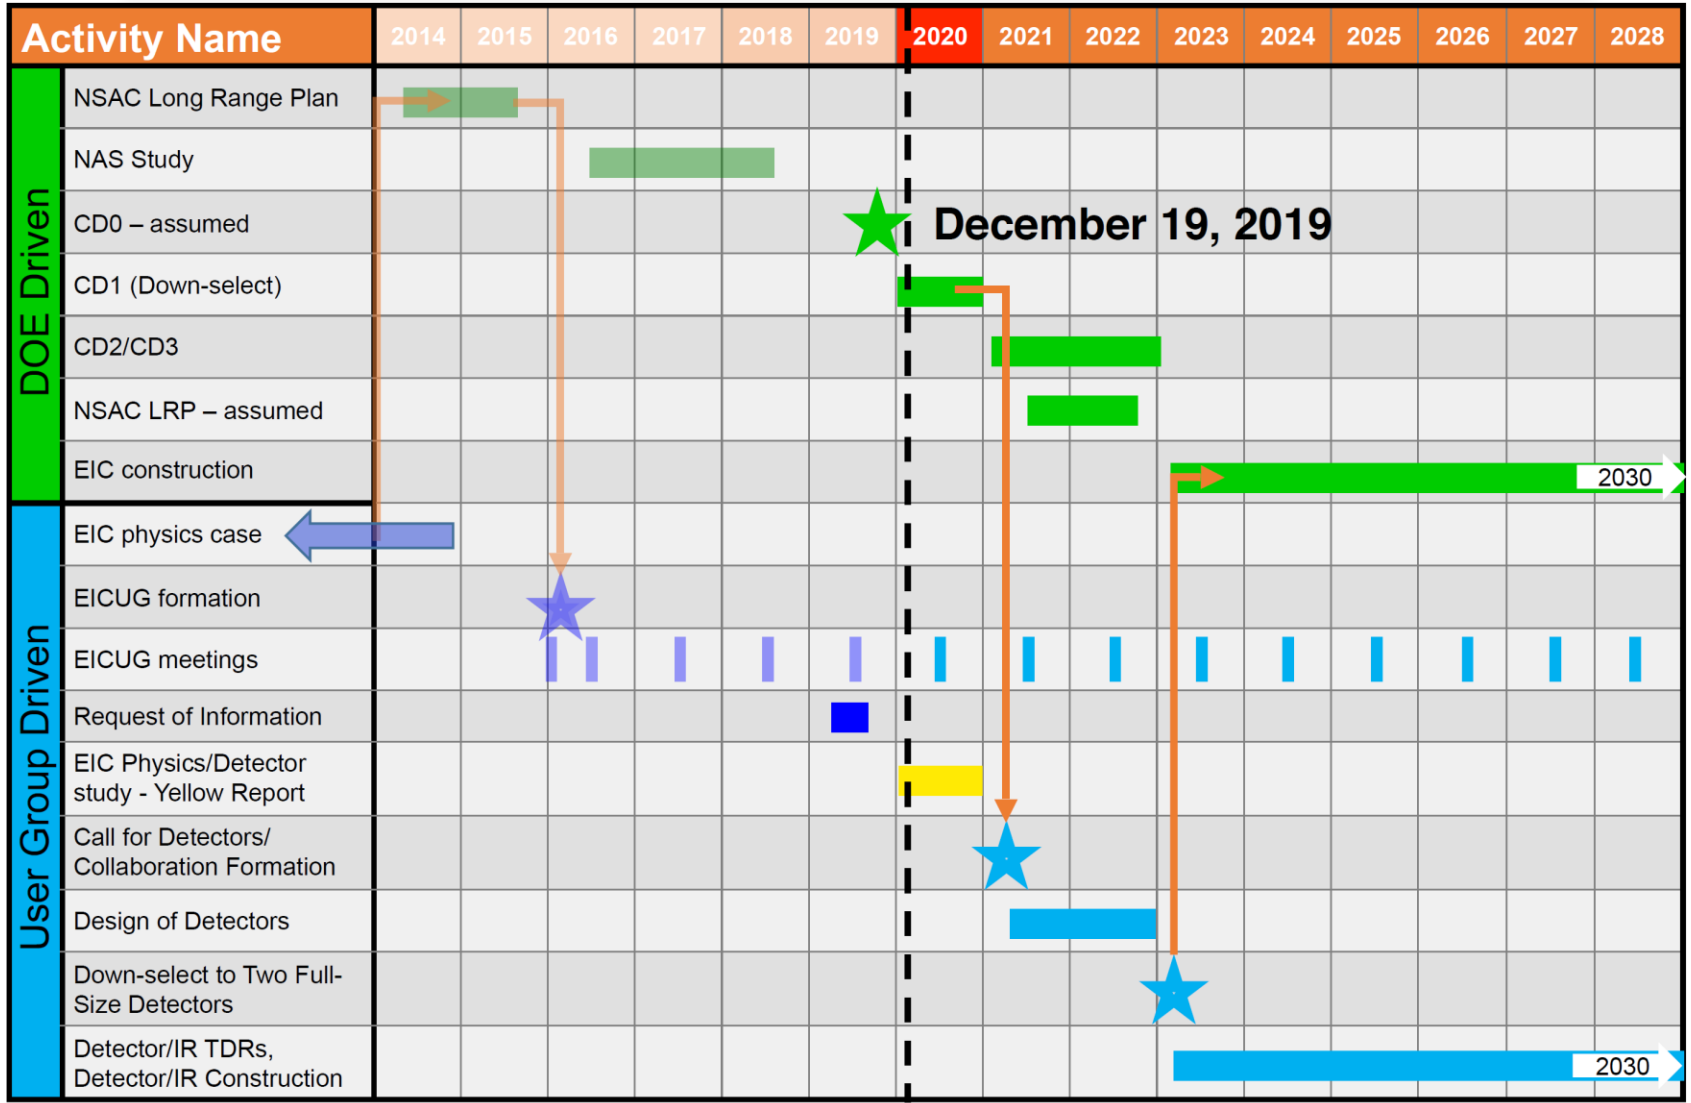 Activity Name 2014 2015 2016 2017 2018 2019 2020 2021 2022 2023 2024 2025 2026 2027 2028
DOE Driven
NSAC Long Range Plan
NAS Study
CD0 – assumed
December 19, 2019
CD1 (Down-select)
CD2/CD3
NSAC LRP – assumed
EIC construction
2030
User Group Driven
EIC physics case
EICUG formation
EICUG meetings
Request of Information
EIC Physics/Detector
study - Yellow Report
Call for Detectors/
Collaboration Formation
Design of Detectors
Down-select to Two Full-
Size Detectors
Detector/IR TDRs,
Detector/IR Construction
2030